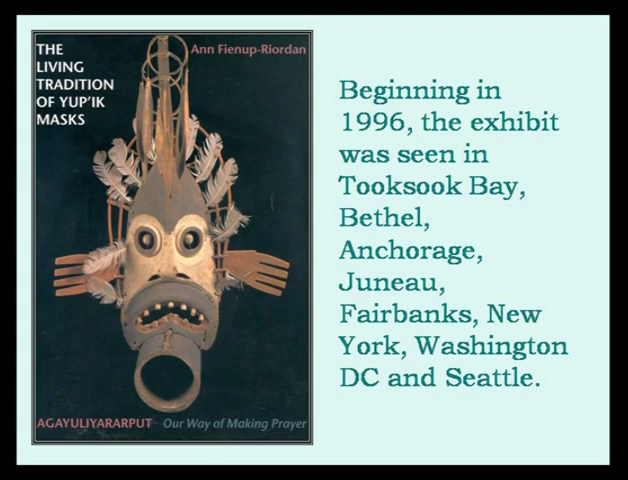 THE
LIVING
TRADITION
OF YUP'IK
MASKS
Ann Fienup-Riordan
AGAYULIYARARPUT Our Way of Making Prayer
Beginning in
1996, the exhibit
was seen in
Tooksook Bay,
Bethel,
Anchorage,
Juneau,
Fairbanks, New
York, Washington
DC and Seattle.